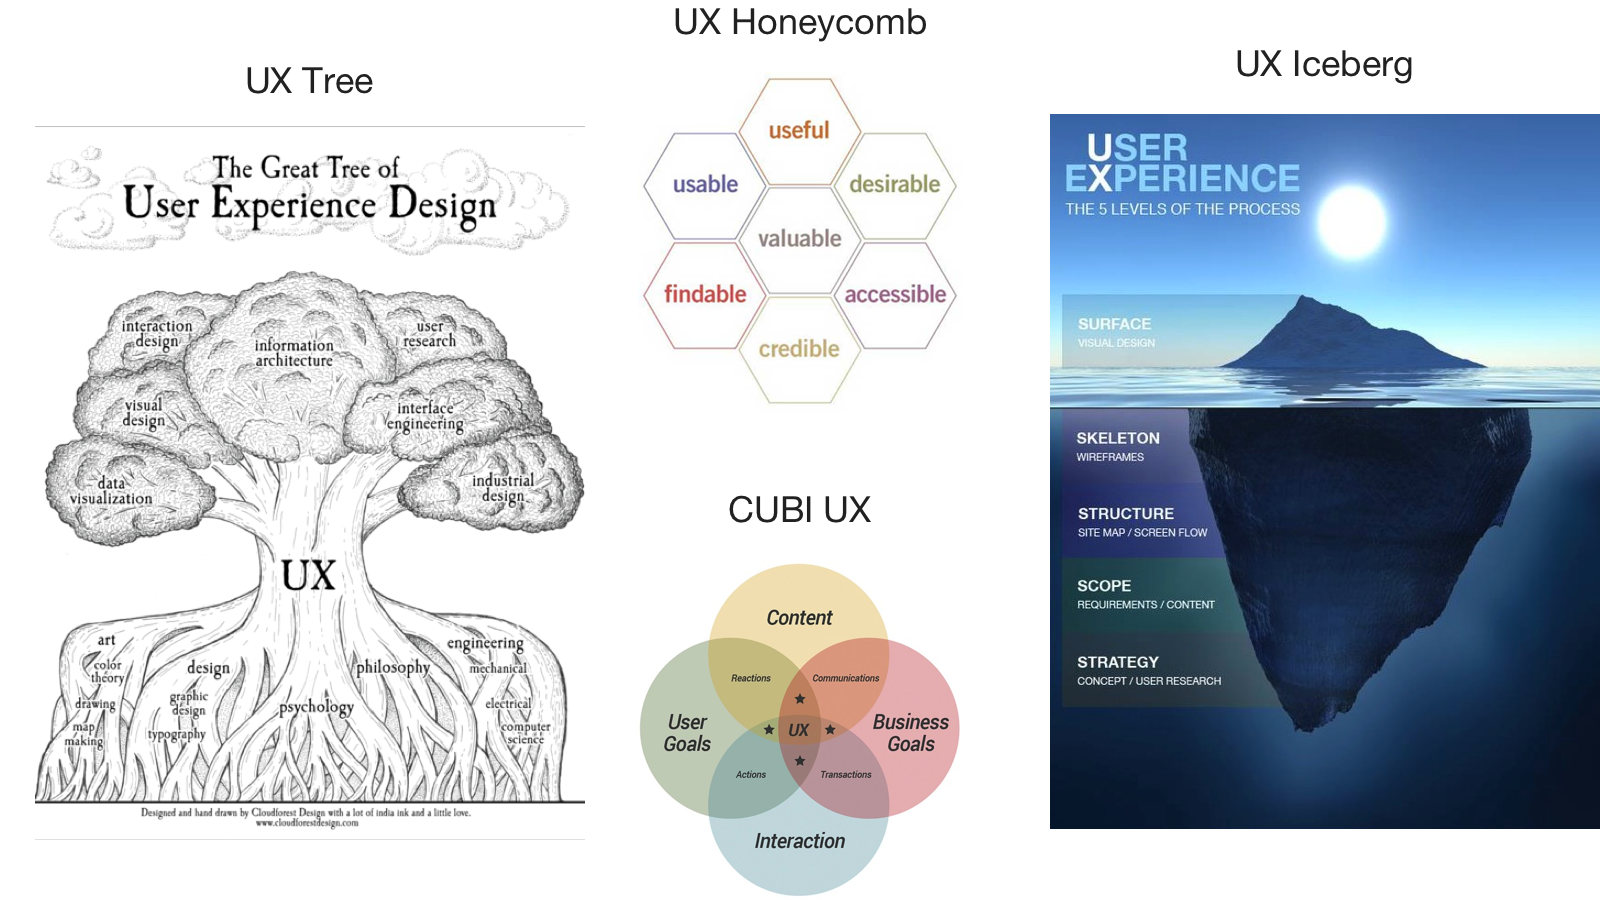 UX Tree
The Great Tree of
User Experience Design
interaction
design
information
architecture
user
research
visual
design
interface
engineering
data
visualization
industrial
design
UX
art
color
theory
drawing
map
making
design
graphic
design
typography
psychology
philosophy
engineering
mechanical
electrical
computer
science
Designed and hand drawn by Cloudforest Design with a lot of india ink and a little love.
www.cloudforestdesign.com
UX Honeycomb
useful
usable
desirable
valuable
findable
accessible
credible
CUBI UX
Content
Reactions
Communications
User
Goals
UX
Business
Goals
Actions
Transactions
Interaction
UX Iceberg
USER
EXPERIENCE
THE 5 LEVELS OF THE PROCESS
SURFACE
VISUAL DESIGN
SKELETON
WIREFRAMES
STRUCTURE
SITE MAP / SCREEN FLOW
SCOPE
REQUIREMENTS / CONTENT
STRATEGY
CONCEPT / USER RESEARCH